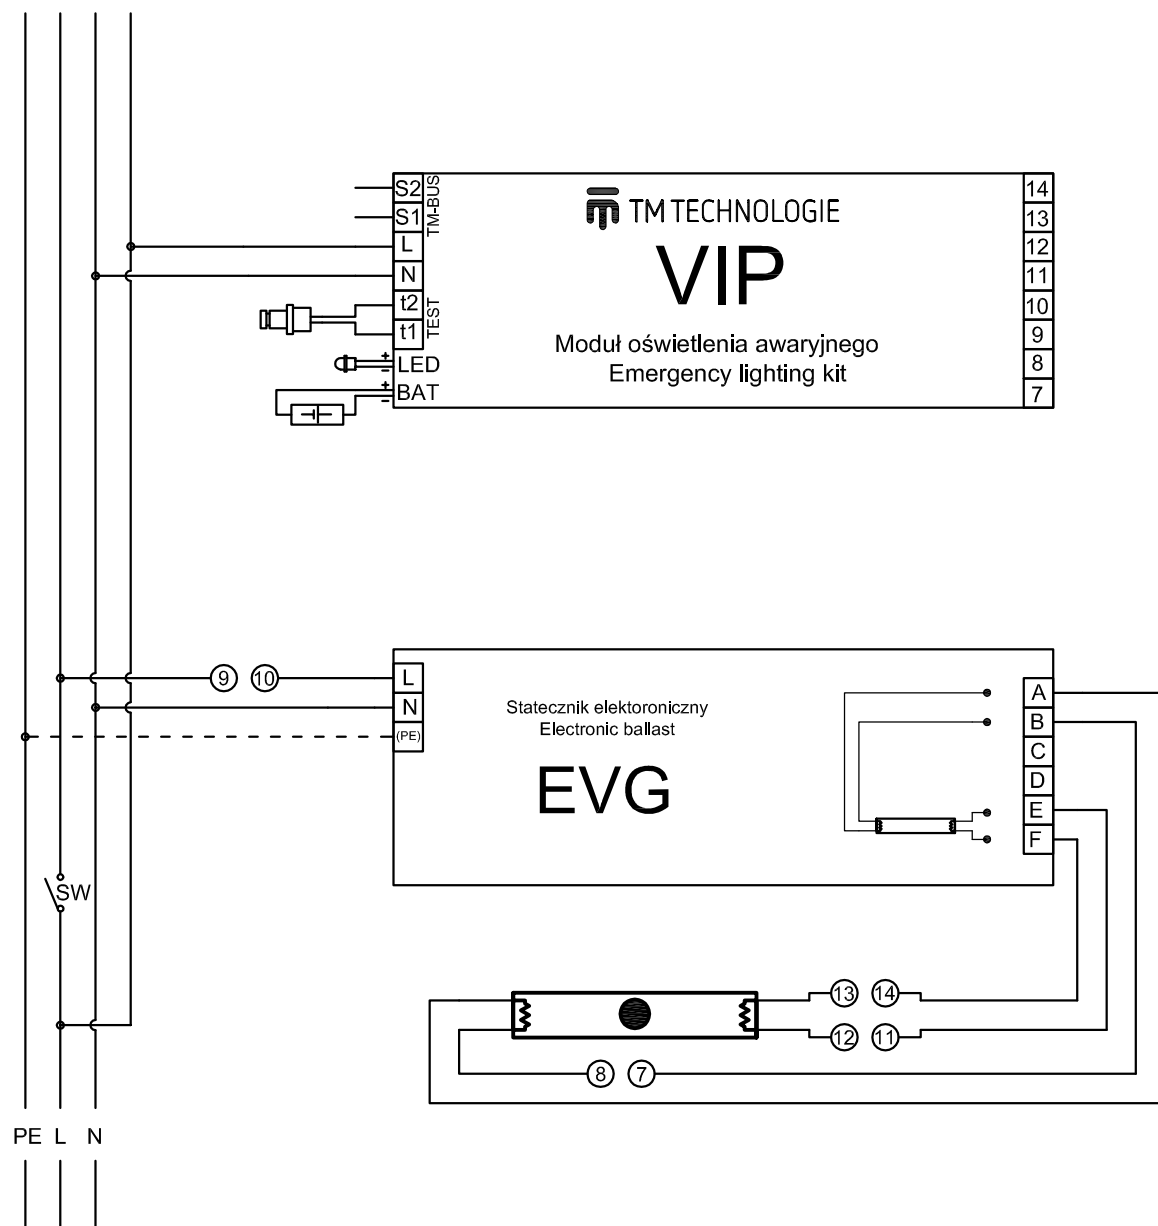 S2
S1
TM-BUS
L
N
t2
t1
TEST
+
-
LED
+
-
BAT
TM TECHNOLOGIE
VIP
Moduł oświetlenia awaryjnego
Emergency lighting kit
14
13
12
11
10
9
8
7
9 10
L
N
(PE)
Statecznik elektoroniczny
Electronic ballast
EVG
A
B
C
D
E
F
SW
13 14
12 11
8 7
PE L N